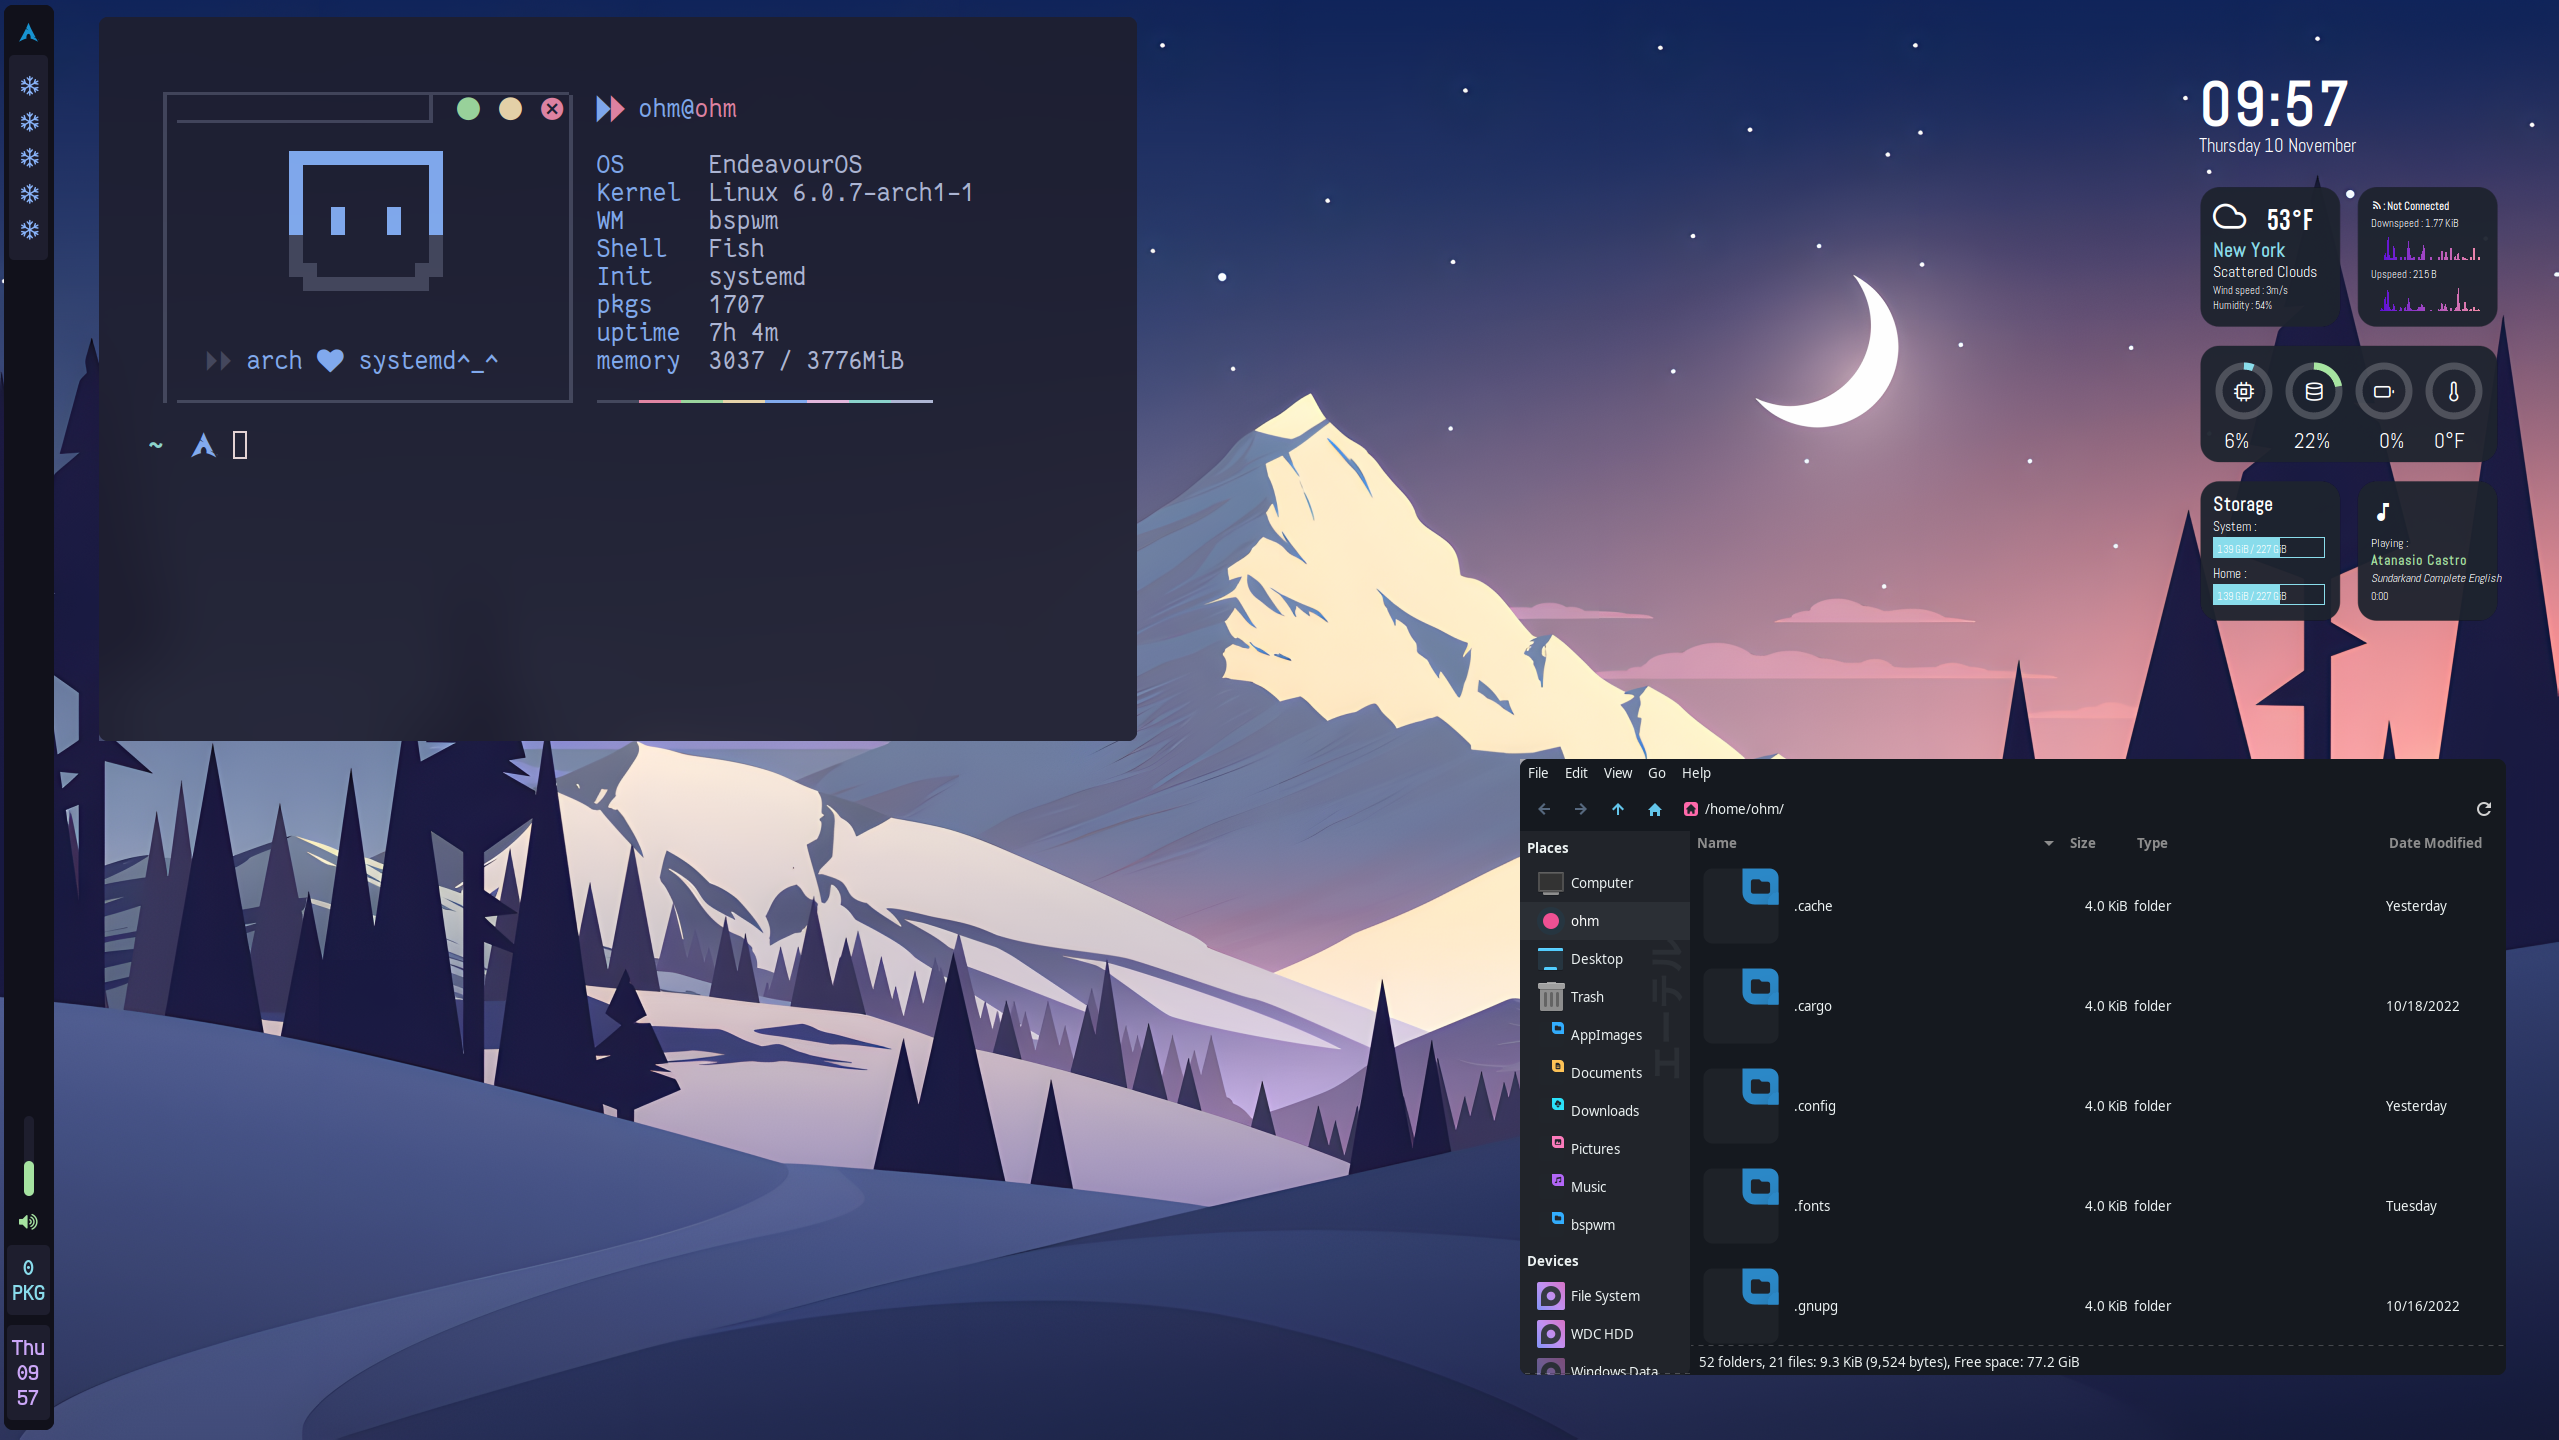 ohm@ohm
OS EndeavourOS
Kernel Linux 6.0.7-arch1-1
WM bspwm
Shell Fish
Init systemd
pkgs 1707
uptime 7h 4m
memory 3037 / 3776MiB
arch systemd^_^
~
0
PKG
Thu
09
57
09:57
Thursday 10 November
53°F
New York
Scattered Clouds
Wind speed : 3m/s
Humidity : 54%
: Not Connected
Downspeed : 1.77 KiB
Upspeed : 215 B
6% 22% 0% 0°F
Storage
System :
139 GiB / 227 GiB
Home :
139 GiB / 227 GiB
Playing :
Atanasio Castro
Sundarkand Complete English
0:00
File Edit View Go Help
/home/ohm/
Places
Computer
ohm
Desktop
Trash
AppImages
Documents
Downloads
Pictures
Music
bspwm
Devices
File System
WDC HDD
Windows Data
エーテル
Name Size Type Date Modified
.cache 4.0 KiB folder Yesterday
.cargo 4.0 KiB folder 10/18/2022
.config 4.0 KiB folder Yesterday
.fonts 4.0 KiB folder Tuesday
.gnupg 4.0 KiB folder 10/16/2022
52 folders, 21 files: 9.3 KiB (9,524 bytes), Free space: 77.2 GiB